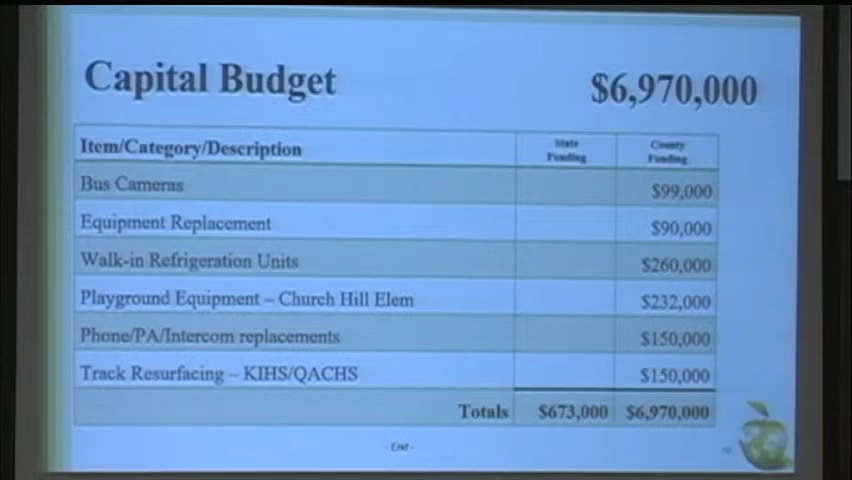 Capital Budget $6,970,000
Item/Category/Description State Funding County Funding
Bus Cameras $99,000
Equipment Replacement $90,000
Walk-in Refrigeration Units $260,000
Playground Equipment – Church Hill Elem $232,000
Phone/PA/Intercom replacements $150,000
Track Resurfacing – KIHS/QACHS $150,000
Totals $673,000 $6,970,000
- End -